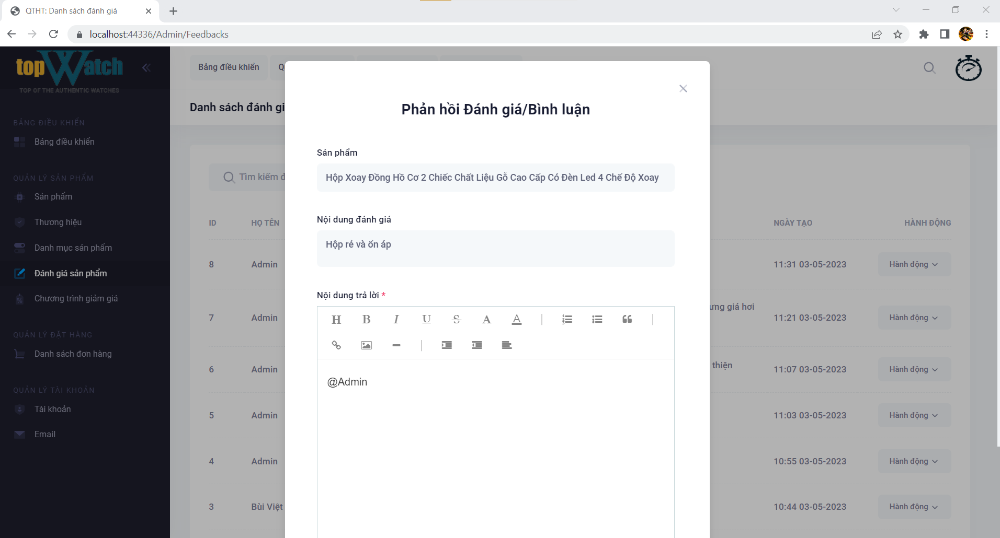 QTHT: Danh sách đánh giá
localhost:44336/Admin/Feedbacks
topWatch
TOP OF THE AUTHENTIC WATCHES
BẢNG ĐIỀU KHIỂN
Bảng điều khiển
QUẢN LÝ SẢN PHẨM
Sản phẩm
Thương hiệu
Danh mục sản phẩm
Đánh giá sản phẩm
Chương trình giảm giá
QUẢN LÝ ĐẶT HÀNG
Danh sách đơn hàng
QUẢN LÝ TÀI KHOẢN
Tài khoản
Email
Bảng điều khiển
Danh sách đánh gi
Tìm kiếm
ID HỌ TÊN NGÀY TẠO HÀNH ĐỘNG
8 Admin 11:31 03-05-2023 Hành động
7 Admin ưng giá hơi 11:21 03-05-2023 Hành động
6 Admin thiện 11:07 03-05-2023 Hành động
5 Admin 11:03 03-05-2023 Hành động
4 Admin 10:55 03-05-2023 Hành động
3 Bùi Việt 10:44 03-05-2023 Hành động
Phản hồi Đánh giá/Bình luận
Sản phẩm
Hộp Xoay Đồng Hồ Cơ 2 Chiếc Chất Liệu Gỗ Cao Cấp Có Đèn Led 4 Chế Độ Xoay
Nội dung đánh giá
Hộp rẻ và ổn áp
Nội dung trả lời *
H B I U S A A
@Admin